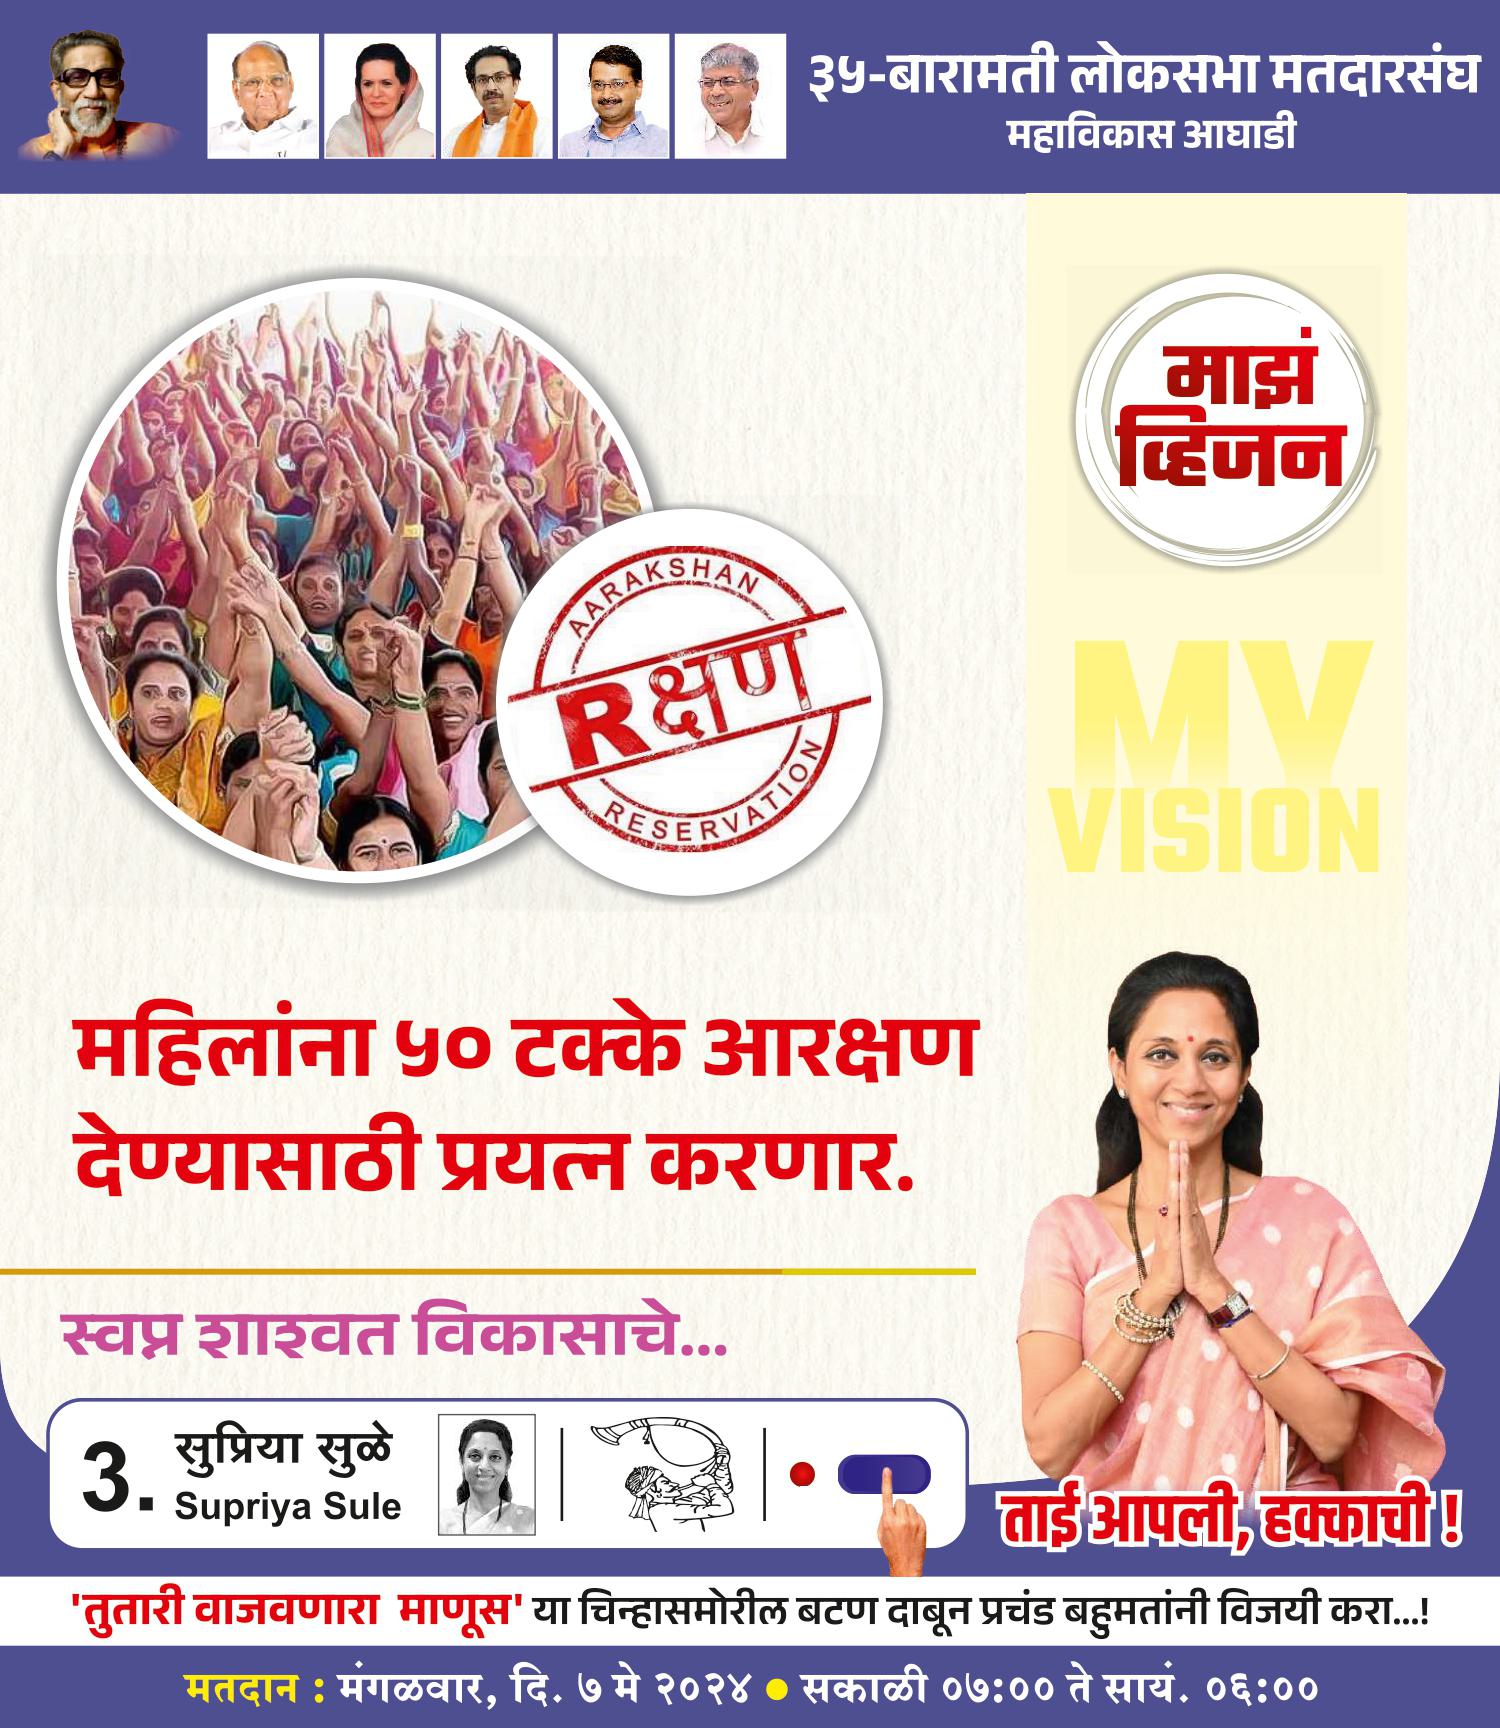 ३५-बारामती लोकसभा मतदारसंघ
महाविकास आघाडी
माझं
व्हिजन
AARAKSHAN
Rक्षण
RESERVATION
MY
VISION
महिलांना ५० टक्के आरक्षण
देण्यासाठी प्रयत्न करणार.
स्वप्न शाश्वत विकासाचे...
3. सुप्रिया सुळे
Supriya Sule
ताई आपली, हक्काची !
'तुतारी वाजवणारा माणूस' या चिन्हासमोरील बटण दाबून प्रचंड बहुमतांनी विजयी करा...!
मतदान : मंगळवार, दि. ७ मे २०२४ ● सकाळी ०७:०० ते सायं. ०६:००